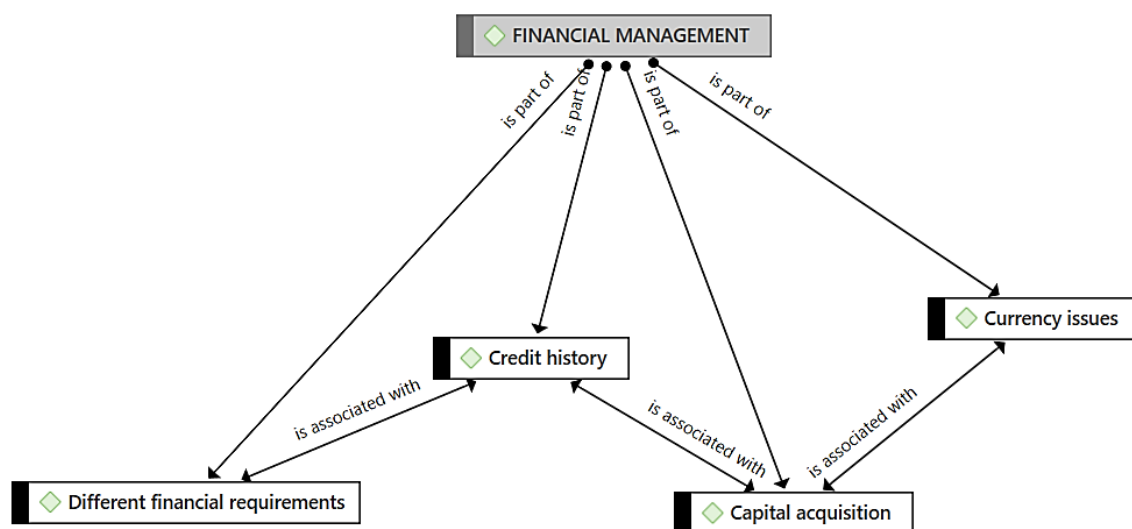 FINANCIAL MANAGEMENT
is part of
is part of
is part of
is part of
Currency issues
Credit history
is associated with
is associated with
is associated with
Different financial requirements
Capital acquisition